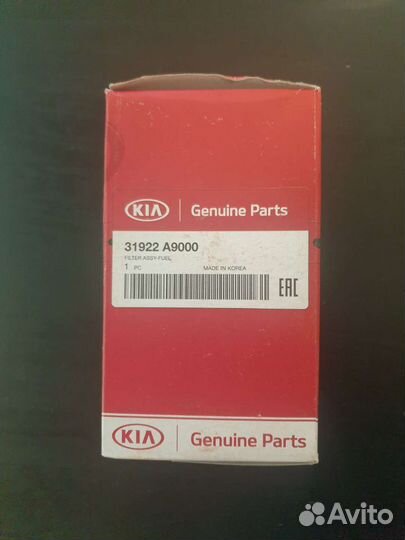 KIA Genuine Parts
31922 A9000
FILTER ASSY-FUEL
1 PC MADE IN KOREA
EAC
KIA Genuine Parts
Avito